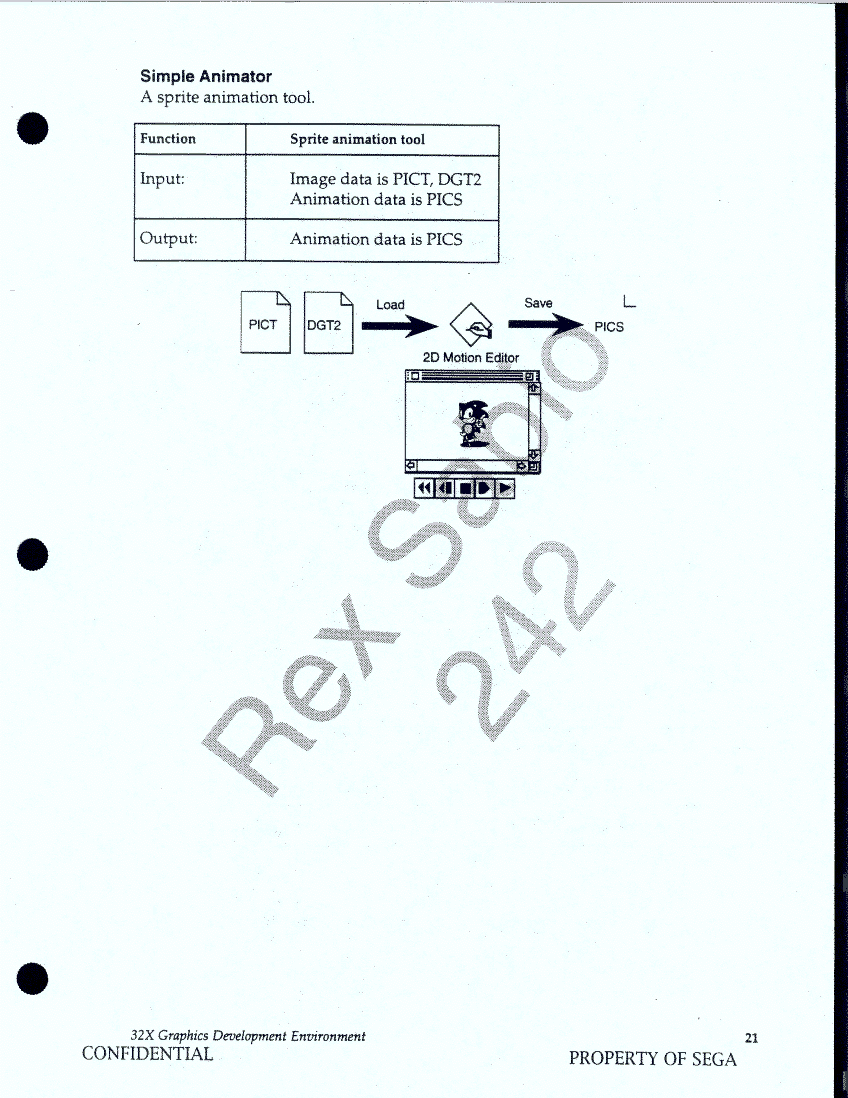 Simple Animator
A sprite animation tool.
Function Sprite animation tool
Input: Image data is PICT, DGT2
Animation data is PICS
Output: Animation data is PICS
PICT DGT2 Load Save PICS
2D Motion Editor
Rex Sabio
242
32X Graphics Development Environment 21
CONFIDENTIAL PROPERTY OF SEGA